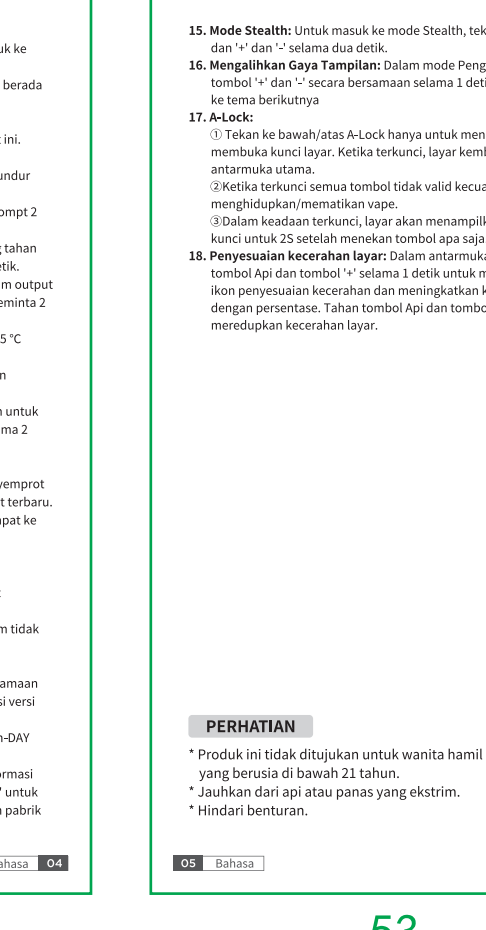 uk ke
berada
ini.
undur
ompt 2
tahan
etik.
m output
eminta 2
5 °C
n
n untuk
ma 2
yemprot
t terbaru.
apat ke
m tidak
amaan
si versi
n-DAY
ormasi
' untuk
n pabrik
ahasa 04
15. Mode Stealth: Untuk masuk ke mode Stealth, tek
dan '+' dan '-' selama dua detik.
16. Mengalihkan Gaya Tampilan: Dalam mode Peng
tombol '+' dan '-' secara bersamaan selama 1 deti
ke tema berikutnya
17. A-Lock:
① Tekan ke bawah/atas A-Lock hanya untuk men
membuka kunci layar. Ketika terkunci, layar kemb
antarmuka utama.
②Ketika terkunci semua tombol tidak valid kecua
menghidupkan/mematikan vape.
③Dalam keadaan terkunci, layar akan menampilk
kunci untuk 2S setelah menekan tombol apa saja
18. Penyesuaian kecerahan layar: Dalam antarmuka
tombol Api dan tombol '+' selama 1 detik untuk m
ikon penyesuaian kecerahan dan meningkatkan k
dengan persentase. Tahan tombol Api dan tombo
meredupkan kecerahan layar.
PERHATIAN
* Produk ini tidak ditujukan untuk wanita hamil
yang berusia di bawah 21 tahun.
* Jauhkan dari api atau panas yang ekstrim.
* Hindari benturan.
05 Bahasa